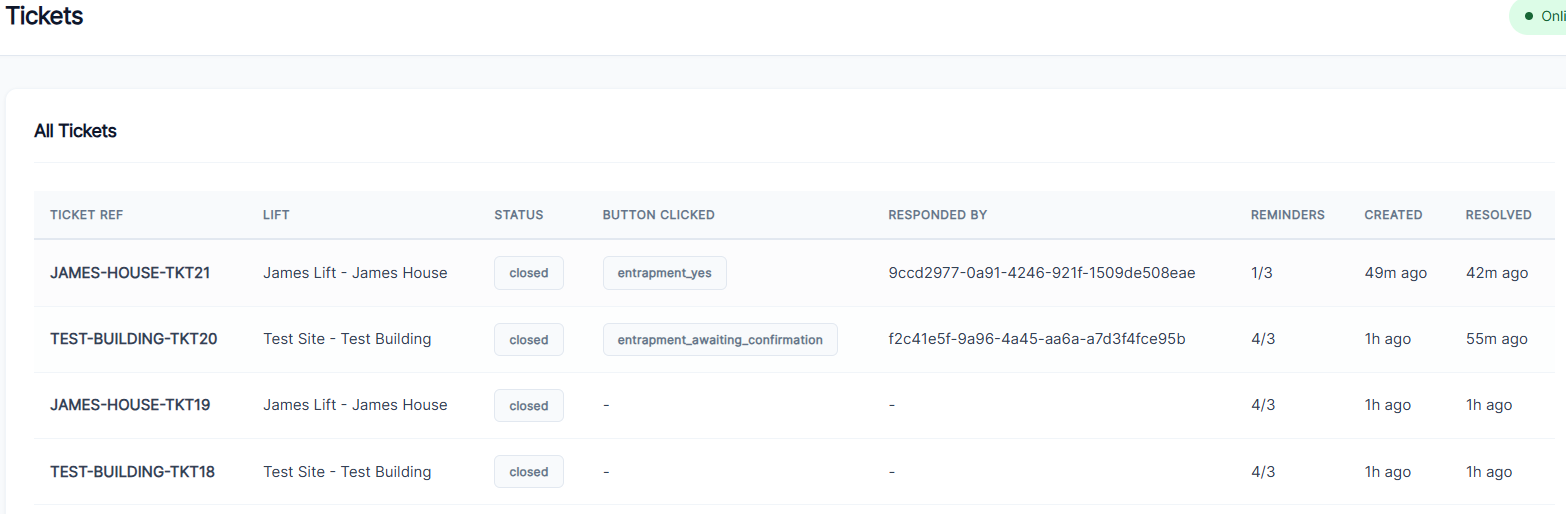 Tickets
Onli
All Tickets
TICKET REF LIFT STATUS BUTTON CLICKED RESPONDED BY REMINDERS CREATED RESOLVED
JAMES-HOUSE-TKT21 James Lift - James House closed entrapment_yes 9ccd2977-0a91-4246-921f-1509de508eae 1/3 49m ago 42m ago
TEST-BUILDING-TKT20 Test Site - Test Building closed entrapment_awaiting_confirmation f2c41e5f-9a96-4a45-aa6a-a7d3f4fce95b 4/3 1h ago 55m ago
JAMES-HOUSE-TKT19 James Lift - James House closed - - 4/3 1h ago 1h ago
TEST-BUILDING-TKT18 Test Site - Test Building closed - - 4/3 1h ago 1h ago